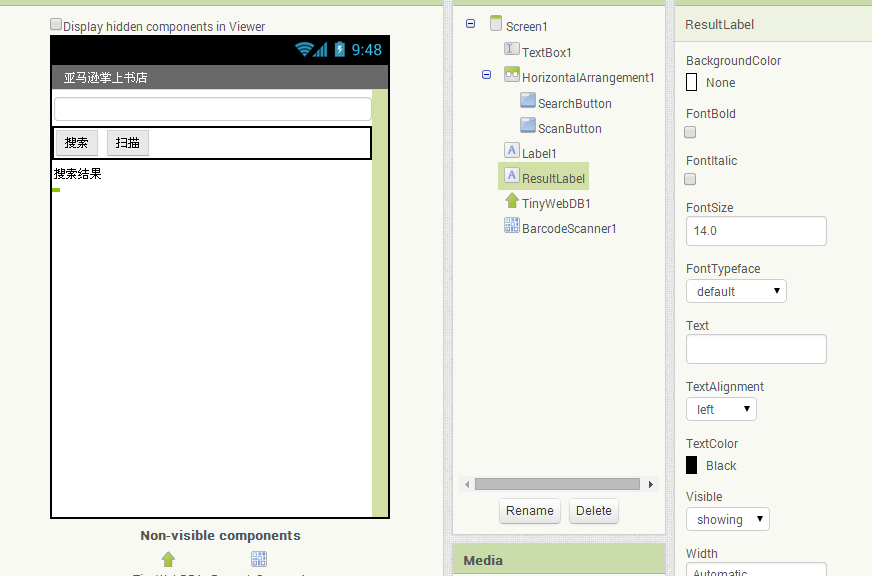 Display hidden components in Viewer
9:48
亚马逊掌上书店
搜索
扫描
搜索结果
Non-visible components
Screen1
TextBox1
HorizontalArrangement1
SearchButton
ScanButton
Label1
ResultLabel
TinyWebDB1
BarcodeScanner1
Rename
Delete
Media
ResultLabel
BackgroundColor
None
FontBold
FontItalic
FontSize
14.0
FontTypeface
default
Text
TextAlignment
left
TextColor
Black
Visible
showing
Width
Automatic